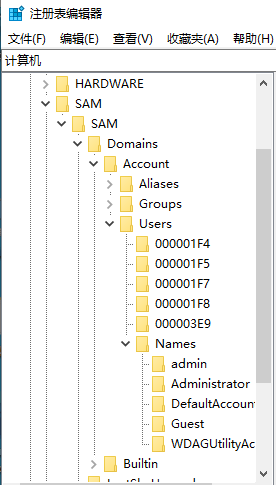 注册表编辑器
文件(F) 编辑(E) 查看(V) 收藏夹(A) 帮助(H)
计算机
HARDWARE
SAM
SAM
Domains
Account
Aliases
Groups
Users
000001F4
000001F5
000001F7
000001F8
000003E9
Names
admin
Administrator
DefaultAccount
Guest
WDAGUtilityAc
Builtin